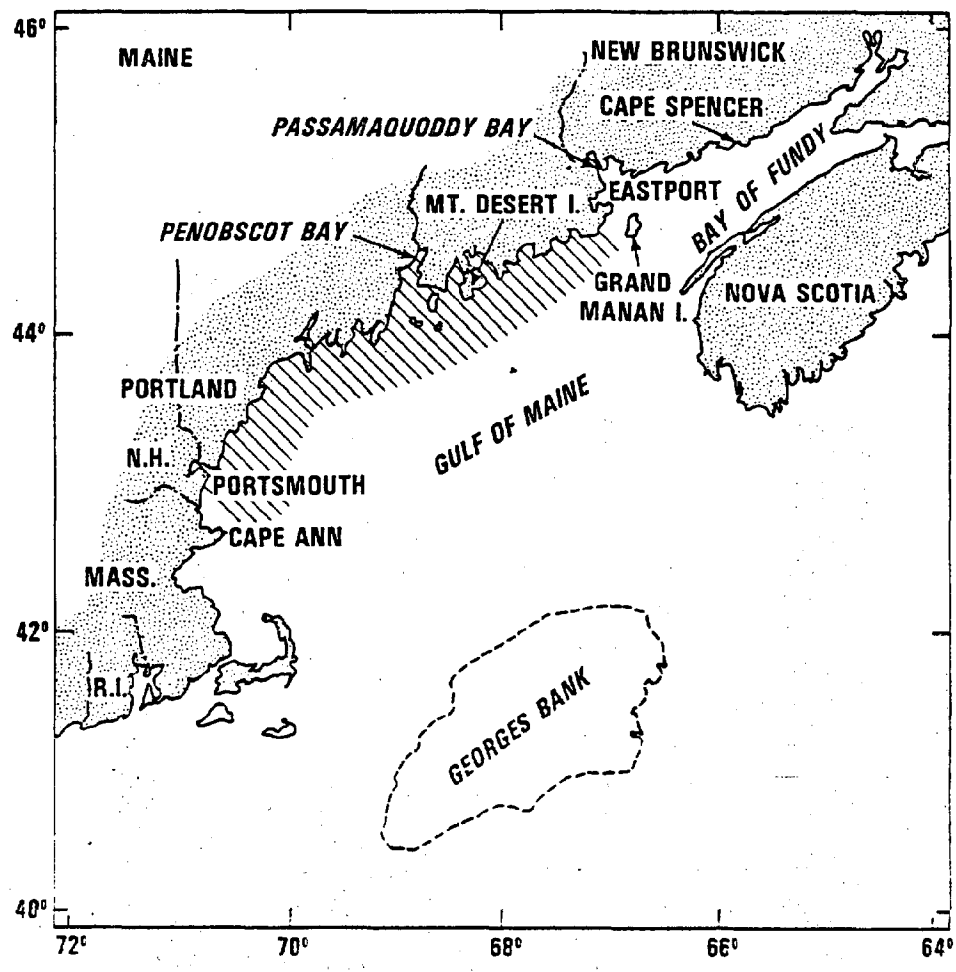 46°
MAINE
NEW BRUNSWICK
CAPE SPENCER
PASSAMAQUODDY BAY
BAY OF FUNDY
EASTPORT
MT. DESERT I.
PENOBSCOT BAY
GRAND
MANAN I.
NOVA SCOTIA
44°
PORTLAND
GULF OF MAINE
N.H.
PORTSMOUTH
CAPE ANN
MASS.
42°
R.I.
GEORGES BANK
40°
72° 70° 68° 66° 64°